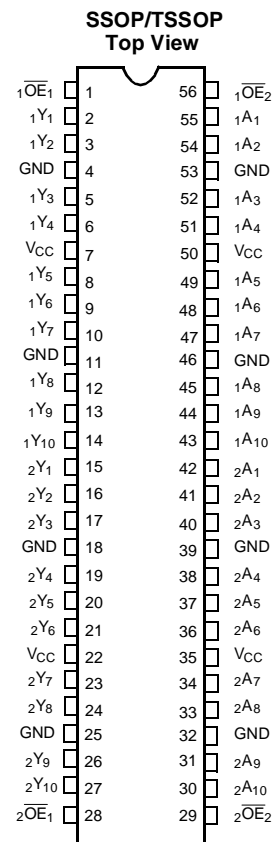 SSOP/TSSOP
Top View
1OE1 1 56 1OE2
1Y1 2 55 1A1
1Y2 3 54 1A2
GND 4 53 GND
1Y3 5 52 1A3
1Y4 6 51 1A4
VCC 7 50 VCC
1Y5 8 49 1A5
1Y6 9 48 1A6
1Y7 10 47 1A7
GND 11 46 GND
1Y8 12 45 1A8
1Y9 13 44 1A9
1Y10 14 43 1A10
2Y1 15 42 2A1
2Y2 16 41 2A2
2Y3 17 40 2A3
GND 18 39 GND
2Y4 19 38 2A4
2Y5 20 37 2A5
2Y6 21 36 2A6
VCC 22 35 VCC
2Y7 23 34 2A7
2Y8 24 33 2A8
GND 25 32 GND
2Y9 26 31 2A9
2Y10 27 30 2A10
2OE1 28 29 2OE2